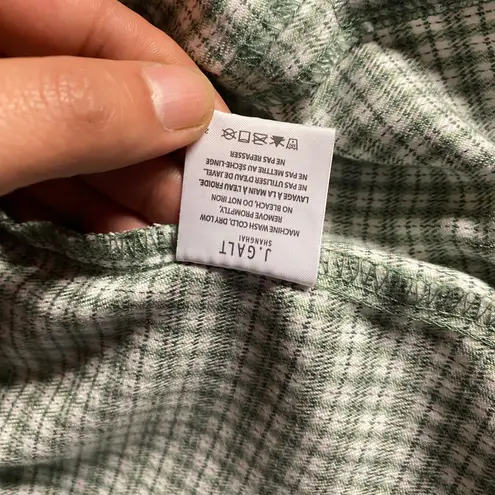 J.GALT
SHANGHAI
MACHINE WASH COLD, DRY LOW
REMOVE PROMPTLY,
NO BLEACH, DO NOT IRON
LAVAGE À LA MAIN À L'EAU FROIDE.
NE PAS UTILISER D'EAU DE JAVEL
NE PAS METTRE AU SÈCHE-LINGE
NE PAS REPASSER